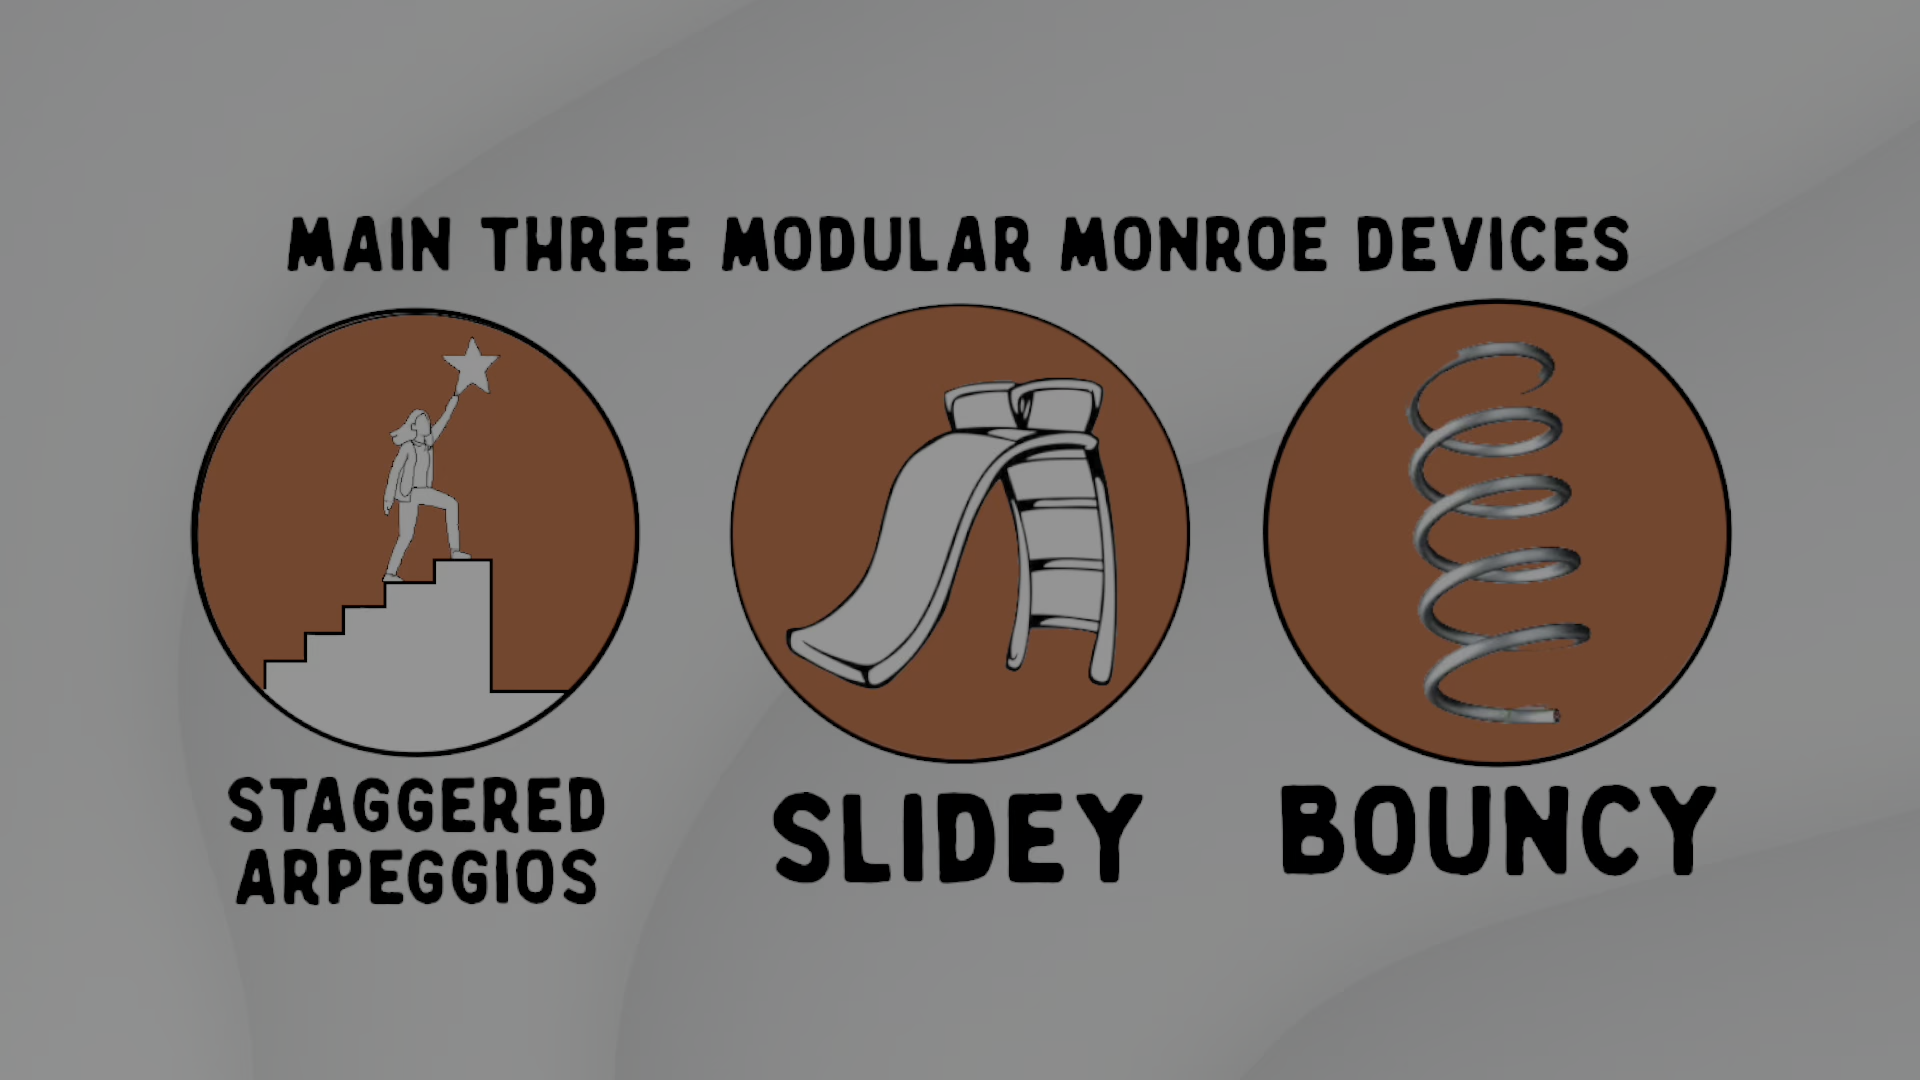 MAIN THREE MODULAR MONROE DEVICES
STAGGERED
ARPEGGIOS
SLIDEY
BOUNCY